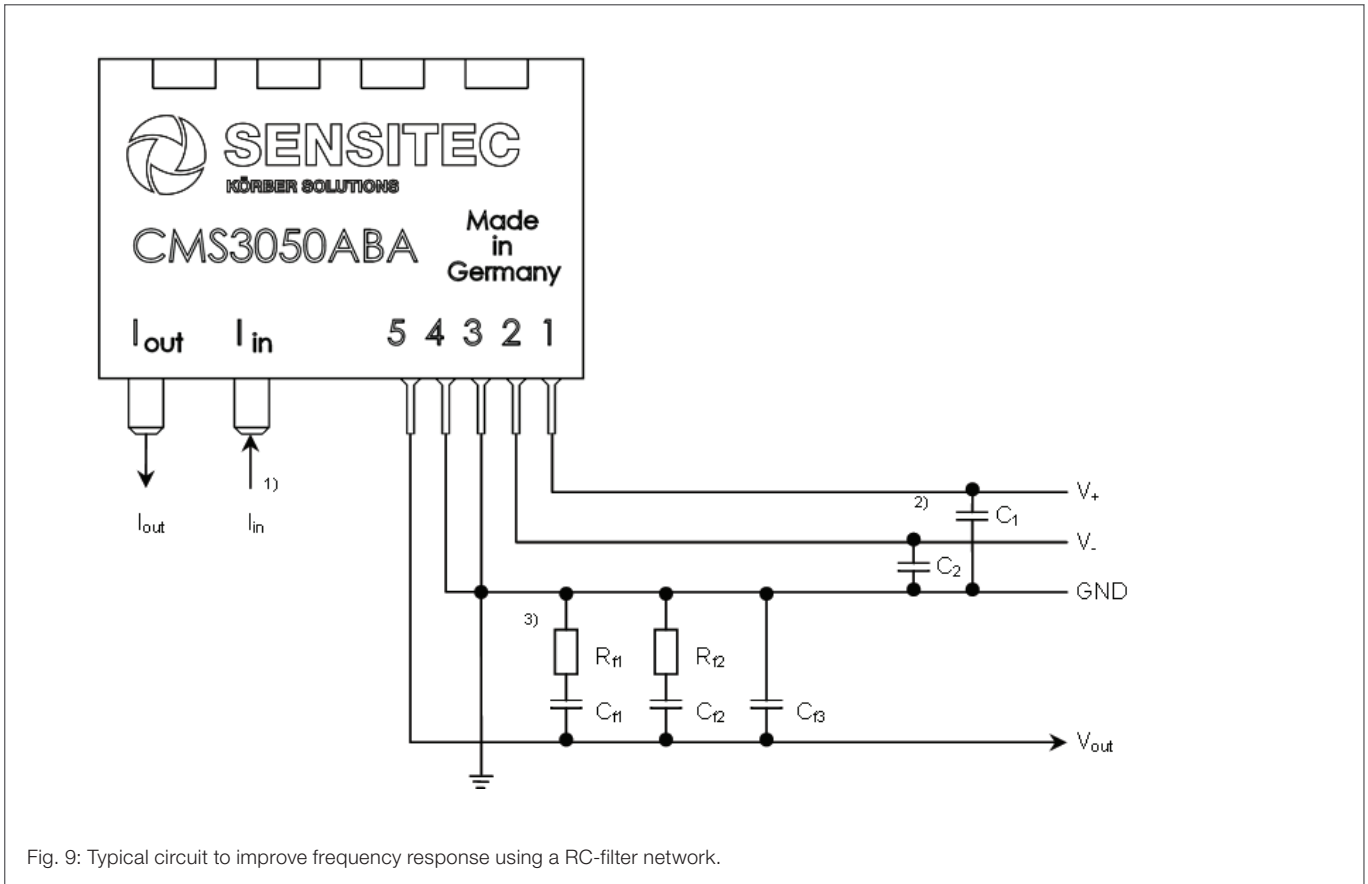 SENSITEC
KÖRBER SOLUTIONS
CMS3050ABA
Made
in
Germany
I out I in 5 4 3 2 1
1)
Iout Iin
V+
2) C1
V-
C2
GND
3)
Rf1 Rf2
Cf1 Cf2 Cf3
Vout
Fig. 9: Typical circuit to improve frequency response using a RC-filter network.